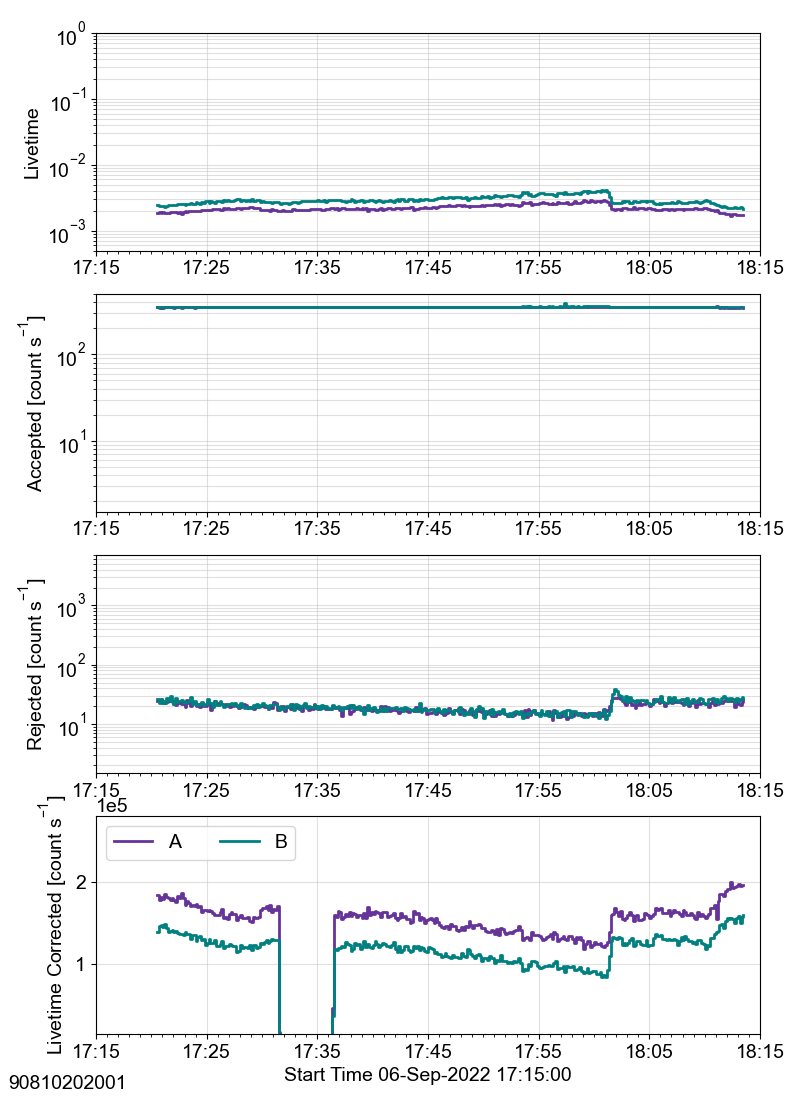 10⁰
10⁻¹
10⁻²
10⁻³
Livetime
17:15 17:25 17:35 17:45 17:55 18:05 18:15
10²
10¹
Accepted [count s⁻¹]
17:15 17:25 17:35 17:45 17:55 18:05 18:15
10³
10²
10¹
Rejected [count s⁻¹]
17:15 17:25 17:35 17:45 17:55 18:05 18:15
1e5
A B
2
1
Livetime Corrected [count s⁻¹]
17:15 17:25 17:35 17:45 17:55 18:05 18:15
Start Time 06-Sep-2022 17:15:00
90810202001